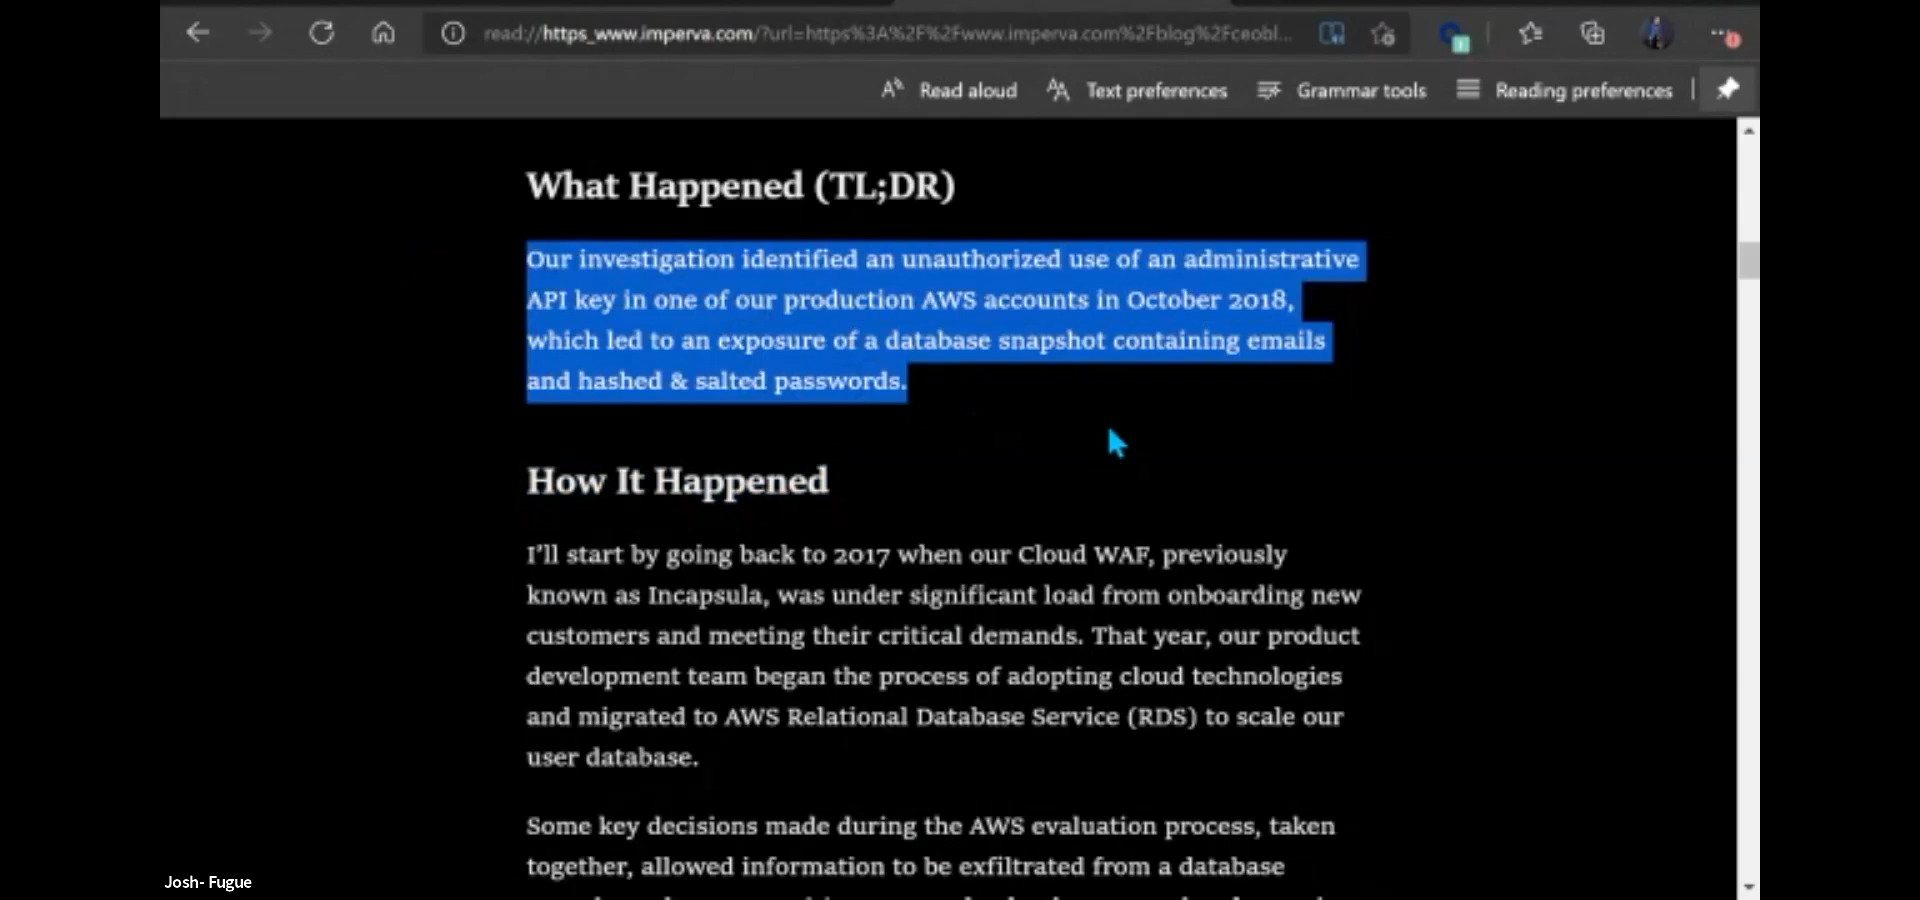 read://https_www.imperva.com/?url=https%3A%2F%2Fwww.imperva.com%2Fblog%2Fceobl...
Read aloud Text preferences Grammar tools Reading preferences
What Happened (TL;DR)
Our investigation identified an unauthorized use of an administrative
API key in one of our production AWS accounts in October 2018,
which led to an exposure of a database snapshot containing emails
and hashed & salted passwords.
How It Happened
I'll start by going back to 2017 when our Cloud WAF, previously
known as Incapsula, was under significant load from onboarding new
customers and meeting their critical demands. That year, our product
development team began the process of adopting cloud technologies
and migrated to AWS Relational Database Service (RDS) to scale our
user database.
Some key decisions made during the AWS evaluation process, taken
together, allowed information to be exfiltrated from a database
Josh- Fugue